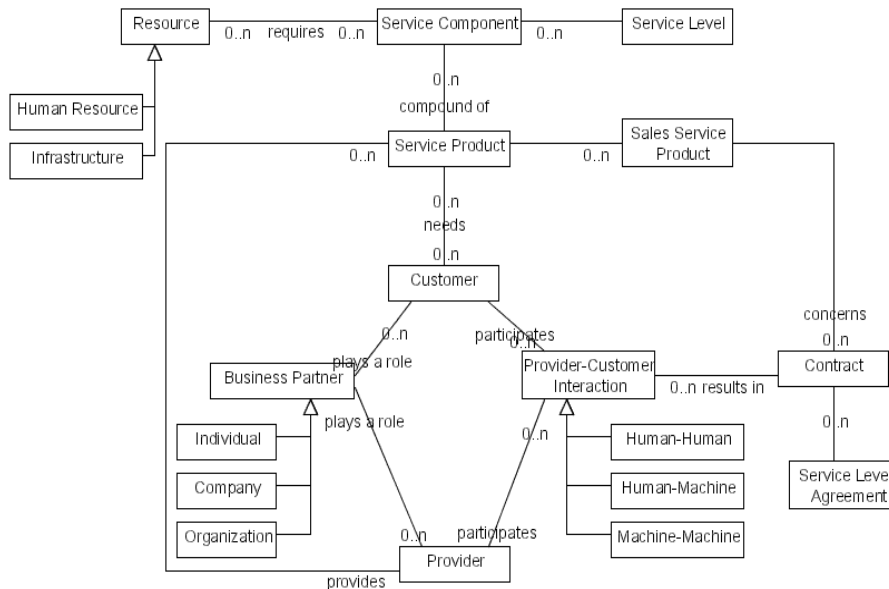 Resource
0..n
requires
0..n
Service Component
0..n
Service Level
0..n
Human Resource
compound of
Infrastructure
0..n
Service Product
0..n
Sales Service
Product
0..n
needs
0..n
Customer
0..n
plays a role
participates
0..n
concerns
0..n
Business Partner
Provider-Customer
Interaction
0..n results in
Contract
plays a role
0..n
0..n
Individual
Company
Organization
Human-Human
Human-Machine
Machine-Machine
Service Level
Agreement
0..n
participates
Provider
provides